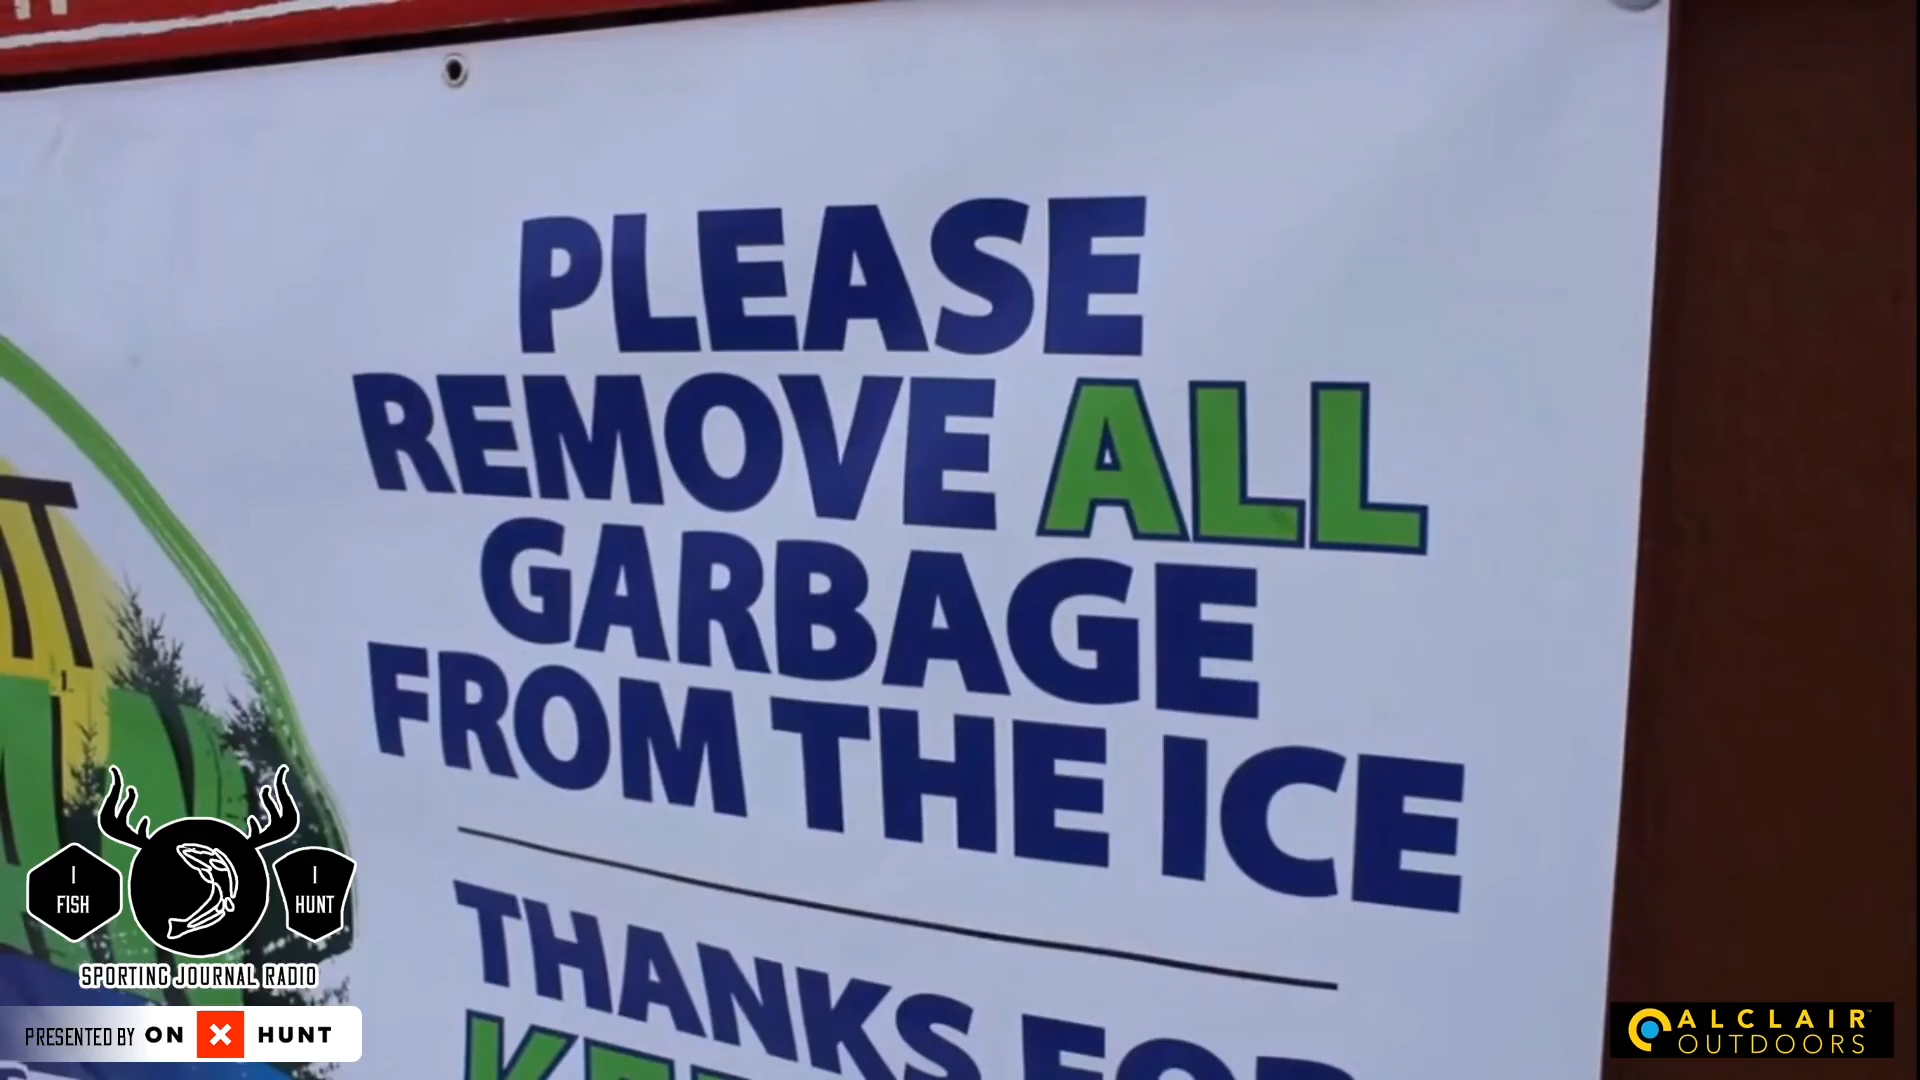 PLEASE
REMOVE ALL
GARBAGE
FROM THE ICE
THANKS FOR
I FISH
I HUNT
SPORTING JOURNAL RADIO
PRESENTED BY ON X HUNT
ALCLAIR
OUTDOORS